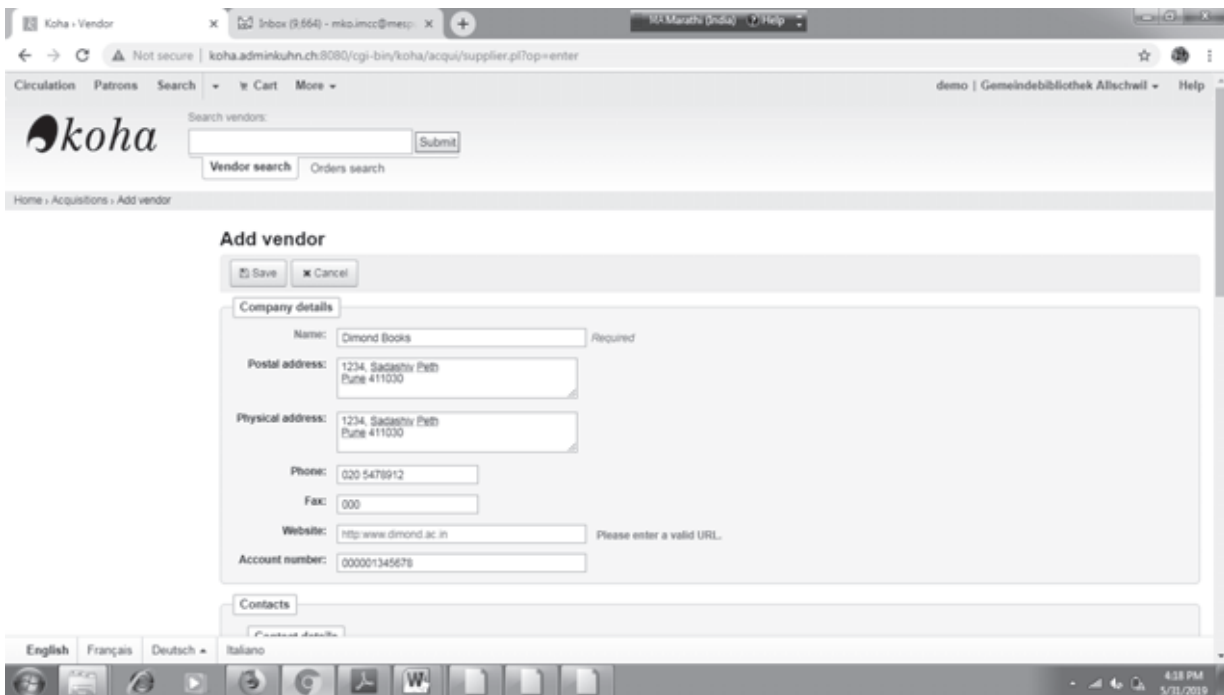 Koha › Vendor
Inbox (9,664) - mko.imcc@mesp
MA Marathi (India) Help
Not secure | koha.adminkuhn.ch:8080/cgi-bin/koha/acqui/supplier.pl?op=enter
Circulation Patrons Search Cart More demo | Gemeindebibliothek Allschwil Help
koha
Search vendors:
Submit
Vendor search Orders search
Home › Acquisitions › Add vendor
Add vendor
Save Cancel
Company details
Name: Dimond Books Required
Postal address: 1234, Sadashiv Peth
Pune 411030
Physical address: 1234, Sadashiv Peth
Pune 411030
Phone: 020 5478912
Fax: 000
Website: http:www.dimond.ac.in Please enter a valid URL.
Account number: 000001345678
Contacts
Contact details
English Français Deutsch Italiano
4:18 PM
5/31/2019